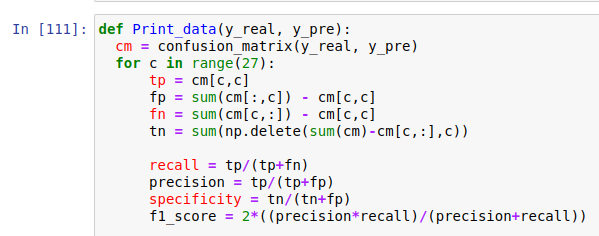 In [111]: def Print_data(y_real, y_pre):
  cm = confusion_matrix(y_real, y_pre)
  for c in range(27):
      tp = cm[c,c]
      fp = sum(cm[:,c]) - cm[c,c]
      fn = sum(cm[c,:]) - cm[c,c]
      tn = sum(np.delete(sum(cm)-cm[c,:],c))

      recall = tp/(tp+fn)
      precision = tp/(tp+fp)
      specificity = tn/(tn+fp)
      f1_score = 2*((precision*recall)/(precision+recall))